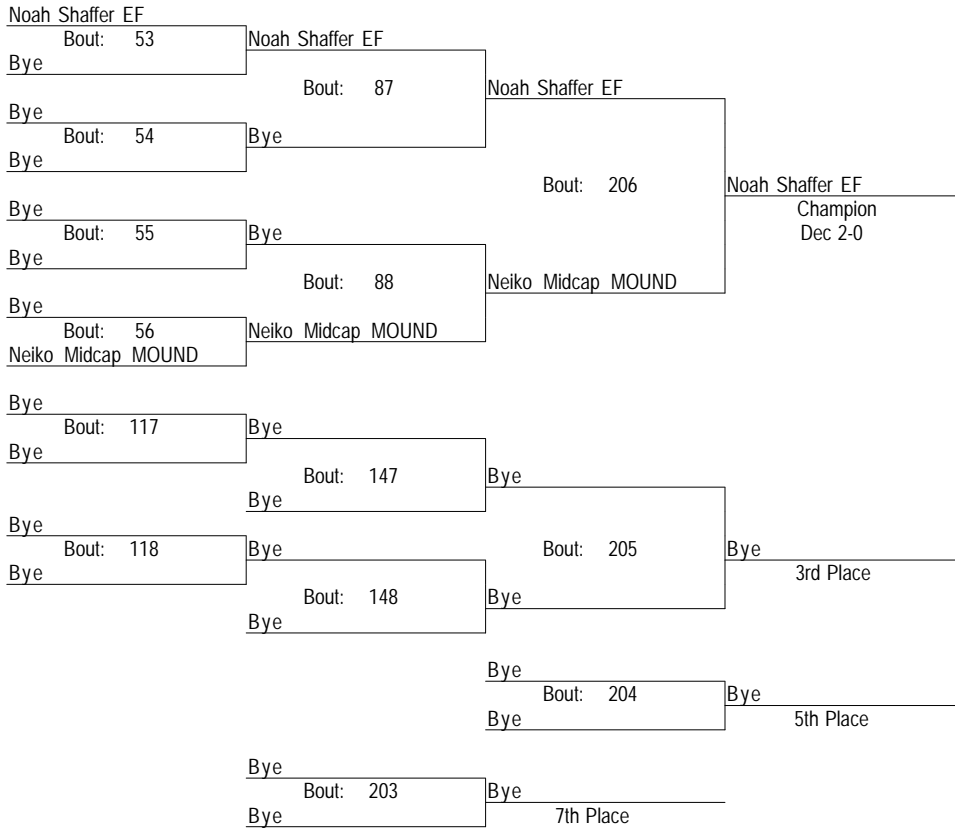 Noah Shaffer EF
Bout: 53
Bye
Noah Shaffer EF
Bout: 87
Noah Shaffer EF
Bye
Bout: 54
Bye
Bye
Bout: 206
Noah Shaffer EF
Champion
Dec 2-0
Bye
Bout: 55
Bye
Bye
Bout: 88
Neiko Midcap MOUND
Bye
Bout: 56
Neiko Midcap MOUND
Neiko Midcap MOUND
Bye
Bout: 117
Bye
Bye
Bout: 147
Bye
Bye
Bye
Bout: 118
Bye
Bye
Bout: 205
Bye
3rd Place
Bout: 148
Bye
Bye
Bye
Bout: 204
Bye
Bye
5th Place
Bye
Bout: 203
Bye
Bye
7th Place